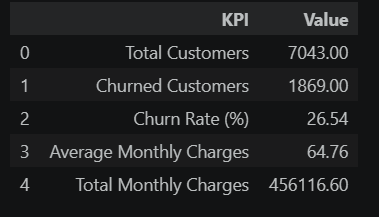 KPI Value
0 Total Customers 7043.00
1 Churned Customers 1869.00
2 Churn Rate (%) 26.54
3 Average Monthly Charges 64.76
4 Total Monthly Charges 456116.60